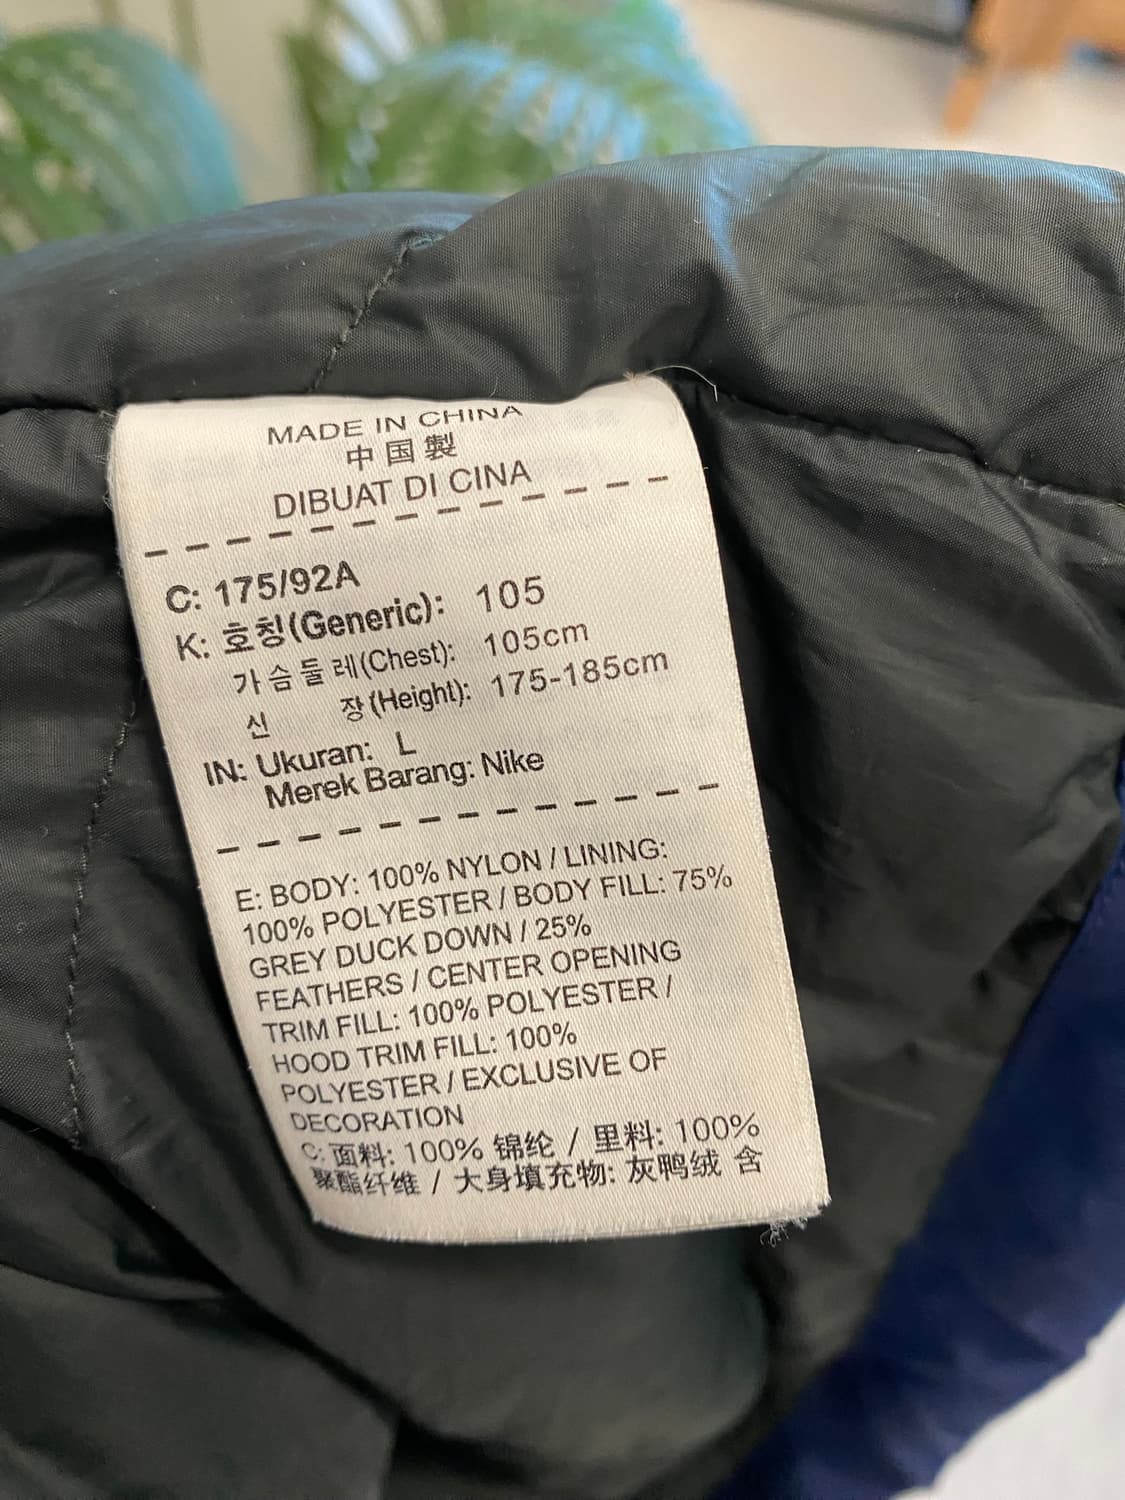 MADE IN CHINA
中国製
DIBUAT DI CINA
C: 175/92A
K: 호칭(Generic): 105
가슴둘레(Chest): 105cm
신 장(Height): 175-185cm
IN: Ukuran: L
Merek Barang: Nike
E: BODY: 100% NYLON / LINING:
100% POLYESTER / BODY FILL: 75%
GREY DUCK DOWN / 25%
FEATHERS / CENTER OPENING
TRIM FILL: 100% POLYESTER /
HOOD TRIM FILL: 100%
POLYESTER / EXCLUSIVE OF
DECORATION
C: 面料: 100% 锦纶 / 里料: 100%
聚酯纤维 / 大身填充物: 灰鸭绒 含